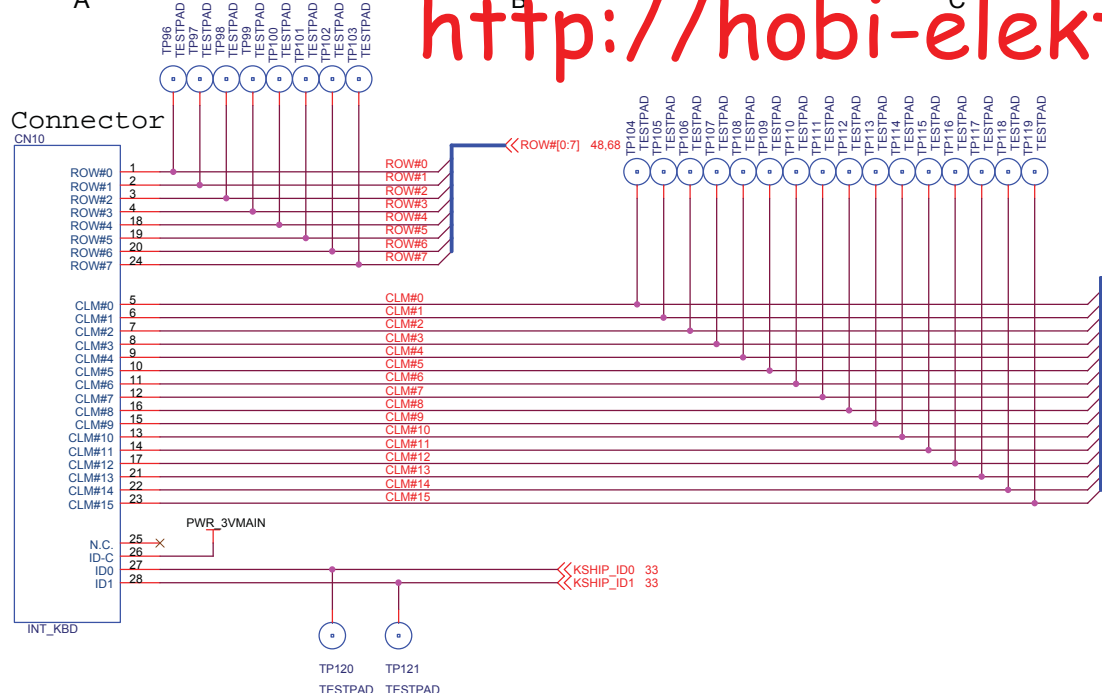 A B C
http://hobi-elekt
TP96 TESTPAD
TP97 TESTPAD
TP98 TESTPAD
TP99 TESTPAD
TP100 TESTPAD
TP101 TESTPAD
TP102 TESTPAD
TP103 TESTPAD
TP104 TESTPAD
TP105 TESTPAD
TP106 TESTPAD
TP107 TESTPAD
TP108 TESTPAD
TP109 TESTPAD
TP110 TESTPAD
TP111 TESTPAD
TP112 TESTPAD
TP113 TESTPAD
TP114 TESTPAD
TP115 TESTPAD
TP116 TESTPAD
TP117 TESTPAD
TP118 TESTPAD
TP119 TESTPAD
Connector
CN10
ROW#[0:7] 48,68
ROW#0 1 ROW#0
ROW#1 2 ROW#1
ROW#2 3 ROW#2
ROW#3 4 ROW#3
ROW#4 18 ROW#4
ROW#5 19 ROW#5
ROW#6 20 ROW#6
ROW#7 24 ROW#7
CLM#0 5 CLM#0
CLM#1 6 CLM#1
CLM#2 7 CLM#2
CLM#3 8 CLM#3
CLM#4 9 CLM#4
CLM#5 10 CLM#5
CLM#6 11 CLM#6
CLM#7 12 CLM#7
CLM#8 16 CLM#8
CLM#9 15 CLM#9
CLM#10 13 CLM#10
CLM#11 14 CLM#11
CLM#12 17 CLM#12
CLM#13 21 CLM#13
CLM#14 22 CLM#14
CLM#15 23 CLM#15
PWR_3VMAIN
N.C. 25
ID-C 26
ID0 27 KSHIP_ID0 33
ID1 28 KSHIP_ID1 33
INT_KBD
TP120 TP121
TESTPAD TESTPAD